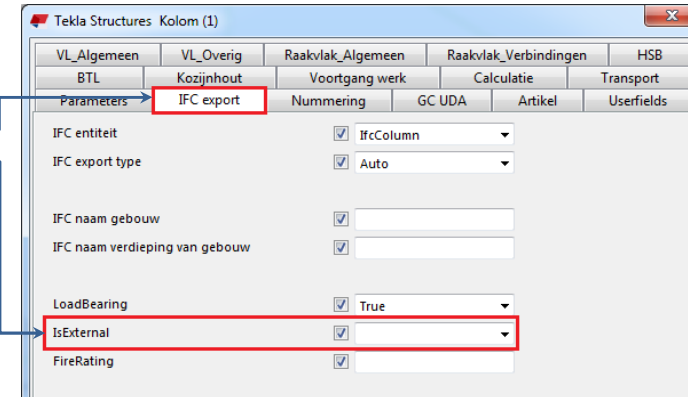 Tekla Structures Kolom (1)
VL_Algemeen VL_Overig Raakvlak_Algemeen Raakvlak_Verbindingen HSB
BTL Kozijnhout Voortgang werk Calculatie Transport
Parameters IFC export Nummering GC UDA Artikel Userfields
IFC entiteit IfcColumn
IFC export type Auto
IFC naam gebouw
IFC naam verdieping van gebouw
LoadBearing True
IsExternal
FireRating